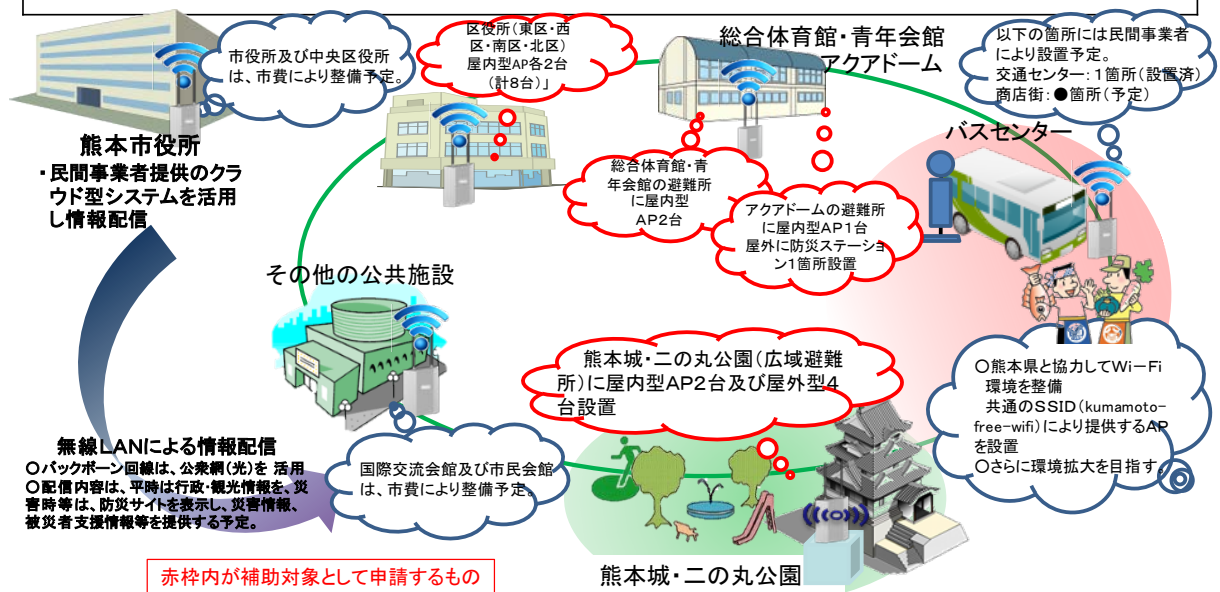 市役所及び中央区役所
は、市費により整備予定。
区役所（東区・西
区・南区・北区）
屋内型AP各２台
（計８台）」
総合体育館・青年会館
アクアドーム
以下の箇所には民間事業者
により設置予定。
交通センター：１箇所（設置済）
商店街：●箇所（予定）
熊本市役所
・民間事業者提供のクラ
ウド型システムを活用
し情報配信
総合体育館・青
年会館の避難所
に屋内型
AP２台
アクアドームの避難所
に屋内型AP１台
屋外に防災ステーショ
ン１箇所設置
バスセンター
その他の公共施設
熊本城・二の丸公園（広域避難
所）に屋内型AP２台及び屋外型４
台設置
○熊本県と協力してＷｉ－Ｆｉ
環境を整備
共通のＳＳＩＤ（kumamoto-
free-wifi）により提供するAP
を設置
○さらに環境拡大を目指す。
無線ＬＡＮによる情報配信
○バックボーン回線は、公衆網（光）を 活用
○配信内容は、平時は行政・観光情報を、災
害時等は、防災サイトを表示し、災害情報、
被災者支援情報等を提供する予定。
国際交流会館及び市民会館
は、市費により整備予定。
赤枠内が補助対象として申請するもの
熊本城・二の丸公園